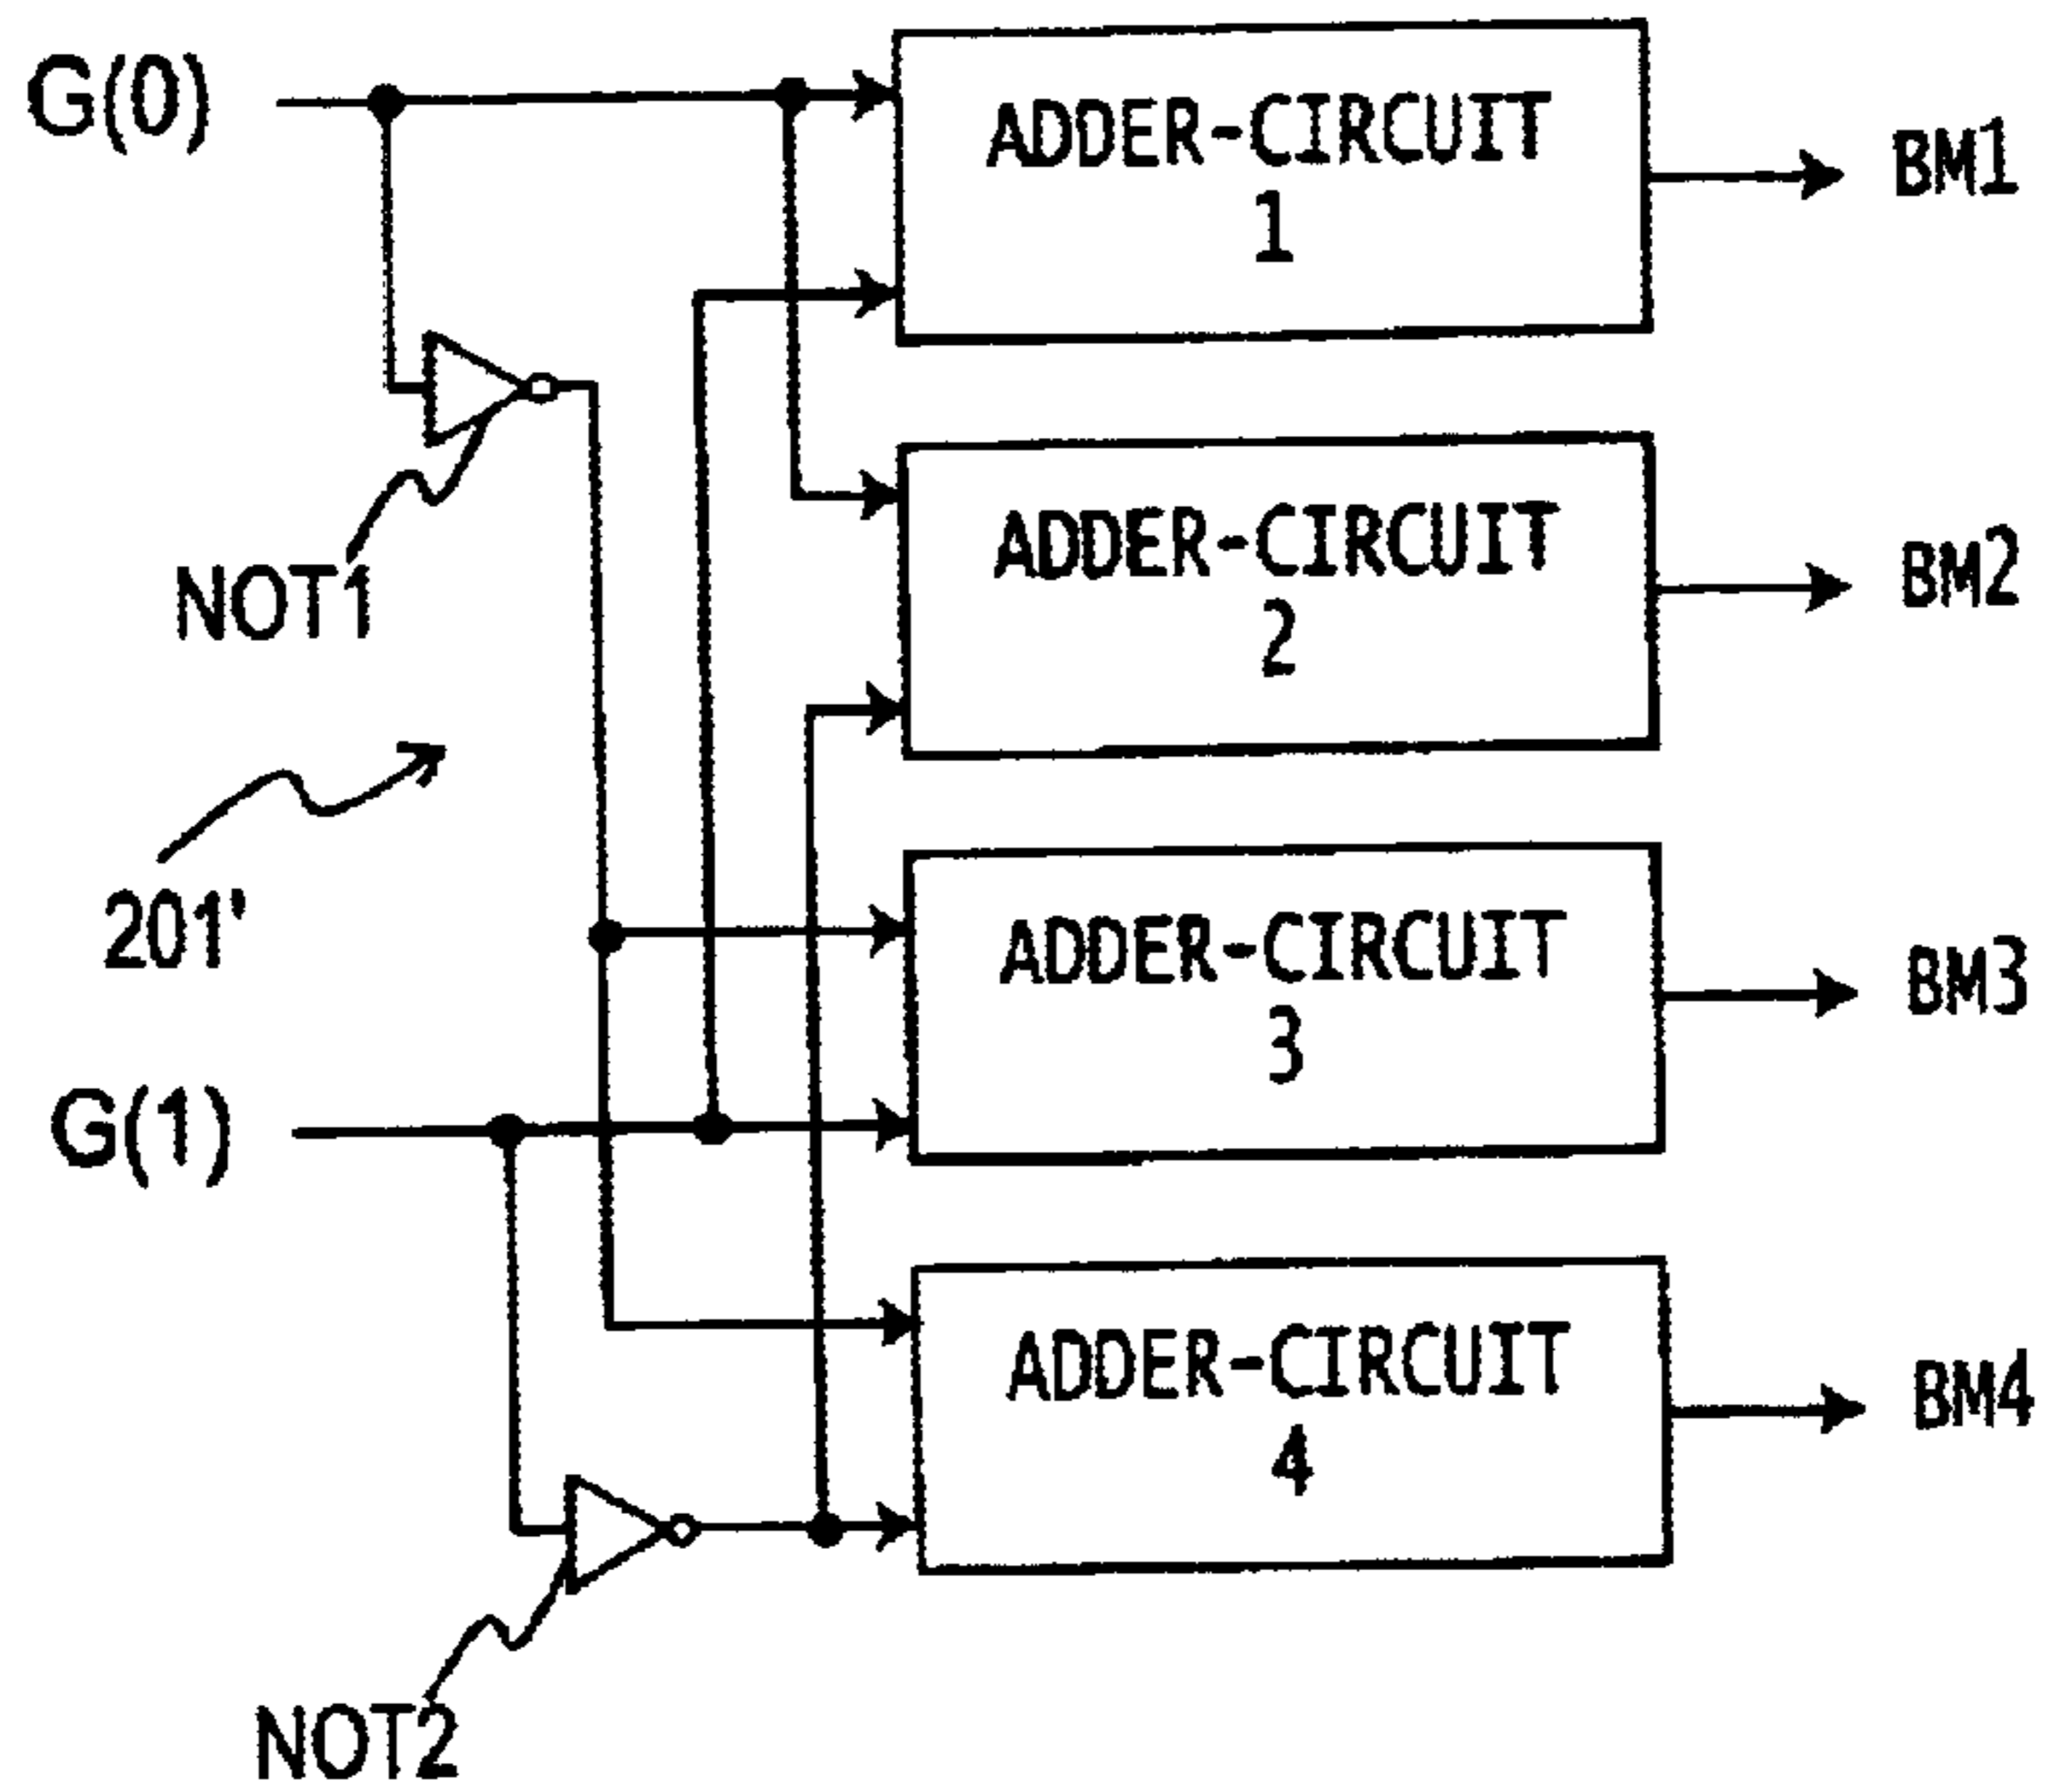 G(0)
ADDER-CIRCUIT
1
BM1
NOT1
ADDER-CIRCUIT
2
BM2
201'
ADDER-CIRCUIT
3
BM3
G(1)
ADDER-CIRCUIT
4
BM4
NOT2